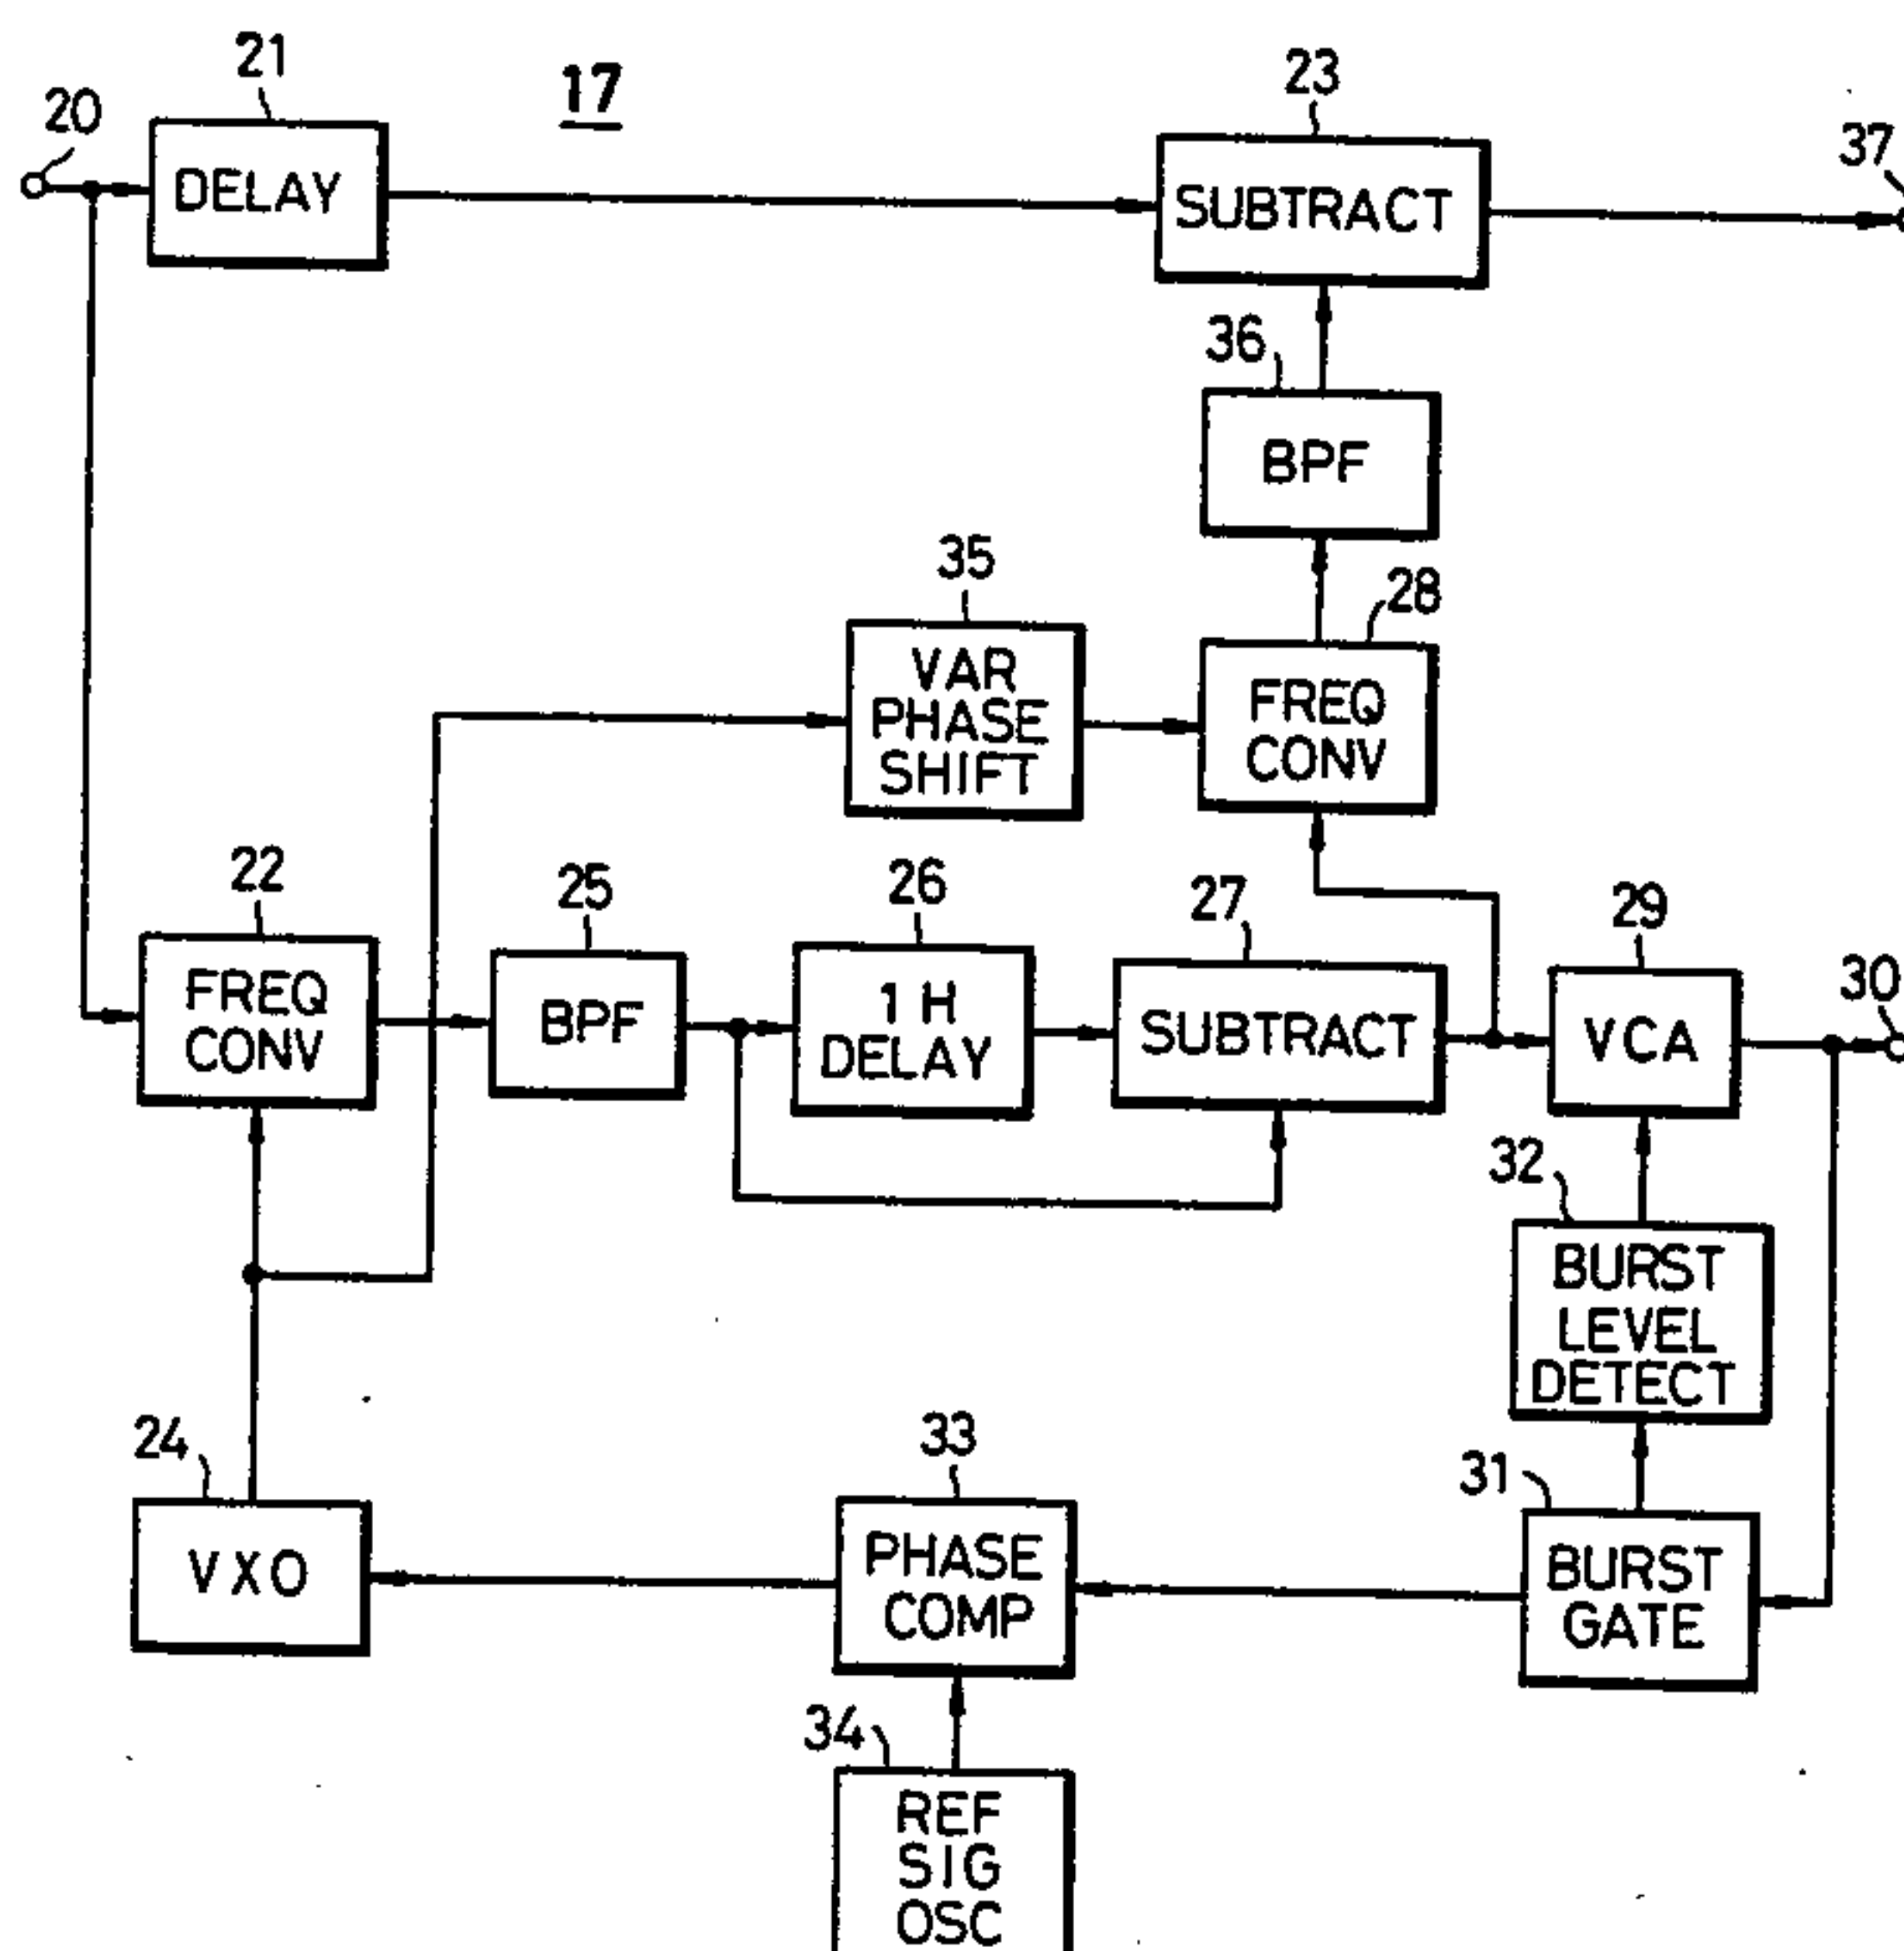 21
17
23
20
37
DELAY
SUBTRACT
36
BPF
35
28
VAR
PHASE
SHIFT
FREQ
CONV
22
25
26
27
29
30
FREQ
CONV
BPF
1H
DELAY
SUBTRACT
VCA
32
BURST
LEVEL
DETECT
24
33
31
VXO
PHASE
COMP
BURST
GATE
34
REF
SIG
OSC